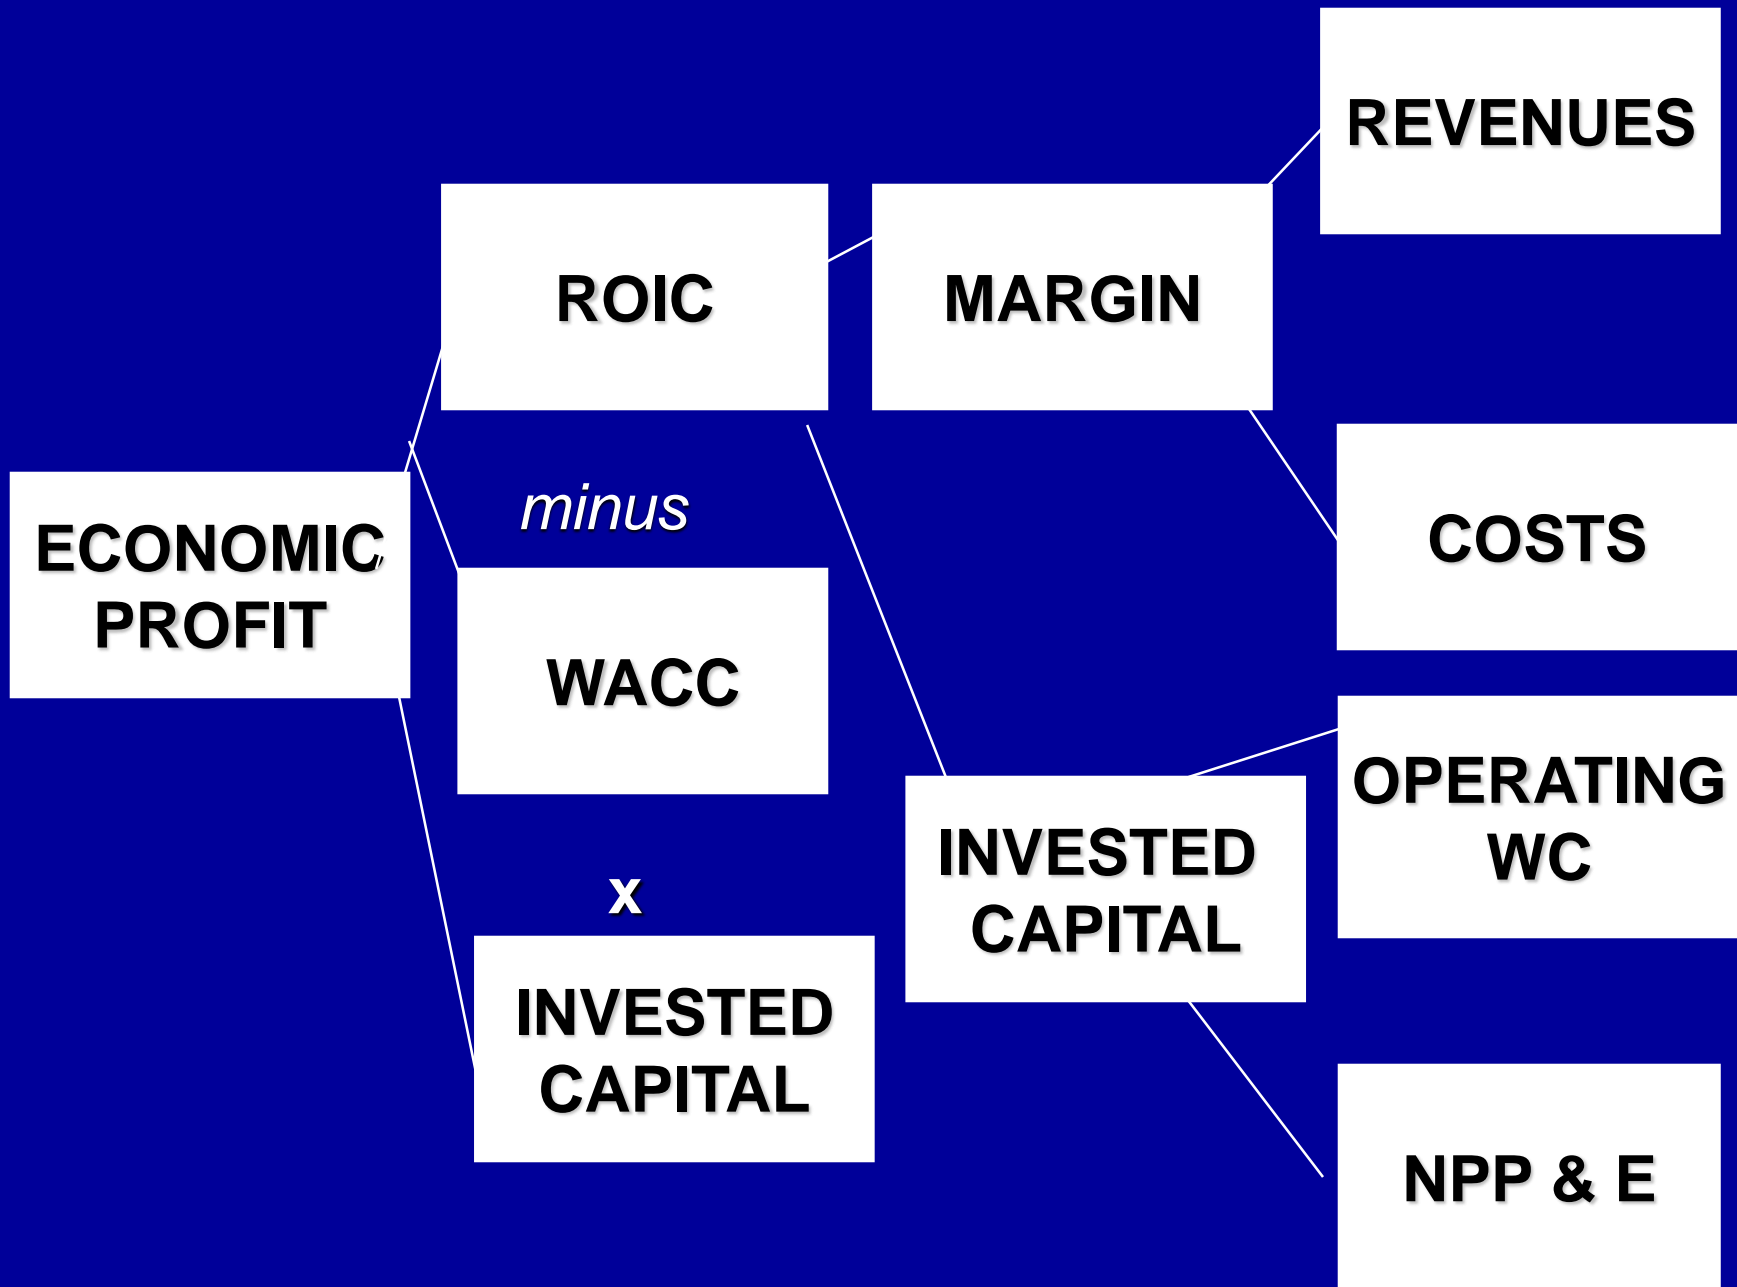 REVENUES
ROIC
MARGIN
minus
COSTS
ECONOMIC
PROFIT
WACC
OPERATING
WC
INVESTED
CAPITAL
x
INVESTED
CAPITAL
NPP & E